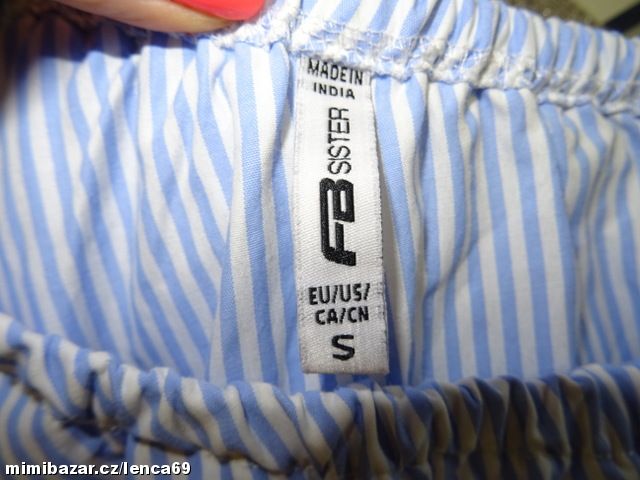 MADE IN
INDIA
FB SISTER
EU/US/
CA/CN
S
mimibazar.cz/lenca69